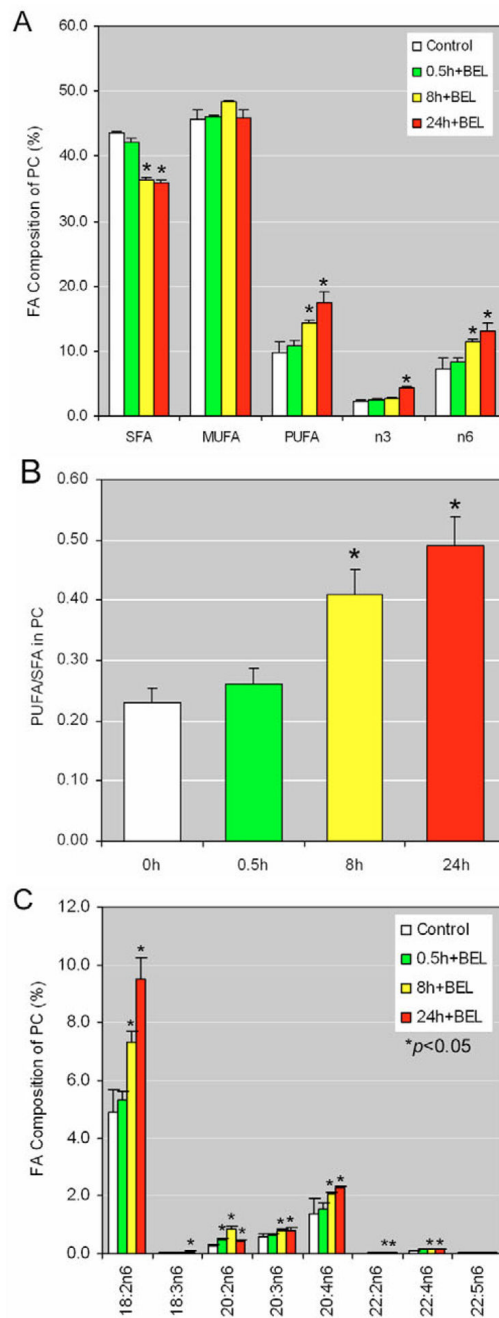 A
FA Composition of PC (%)
60.0
50.0
40.0
30.0
20.0
10.0
0.0
Control
0.5h+BEL
8h+BEL
24h+BEL
* *
* *
*
* *
SFA MUFA PUFA n3 n6
B
PUFA/SFA in PC
0.60
0.50
0.40
0.30
0.20
0.10
0.00
* *
0h 0.5h 8h 24h
C
FA Composition of PC (%)
12.0
10.0
8.0
6.0
4.0
2.0
0.0
Control
0.5h+BEL
8h+BEL
24h+BEL
*p<0.05
* *
*
* * *
* *
* *
**
* *
18:2n6 18:3n6 20:2n6 20:3n6 20:4n6 22:2n6 22:4n6 22:5n6